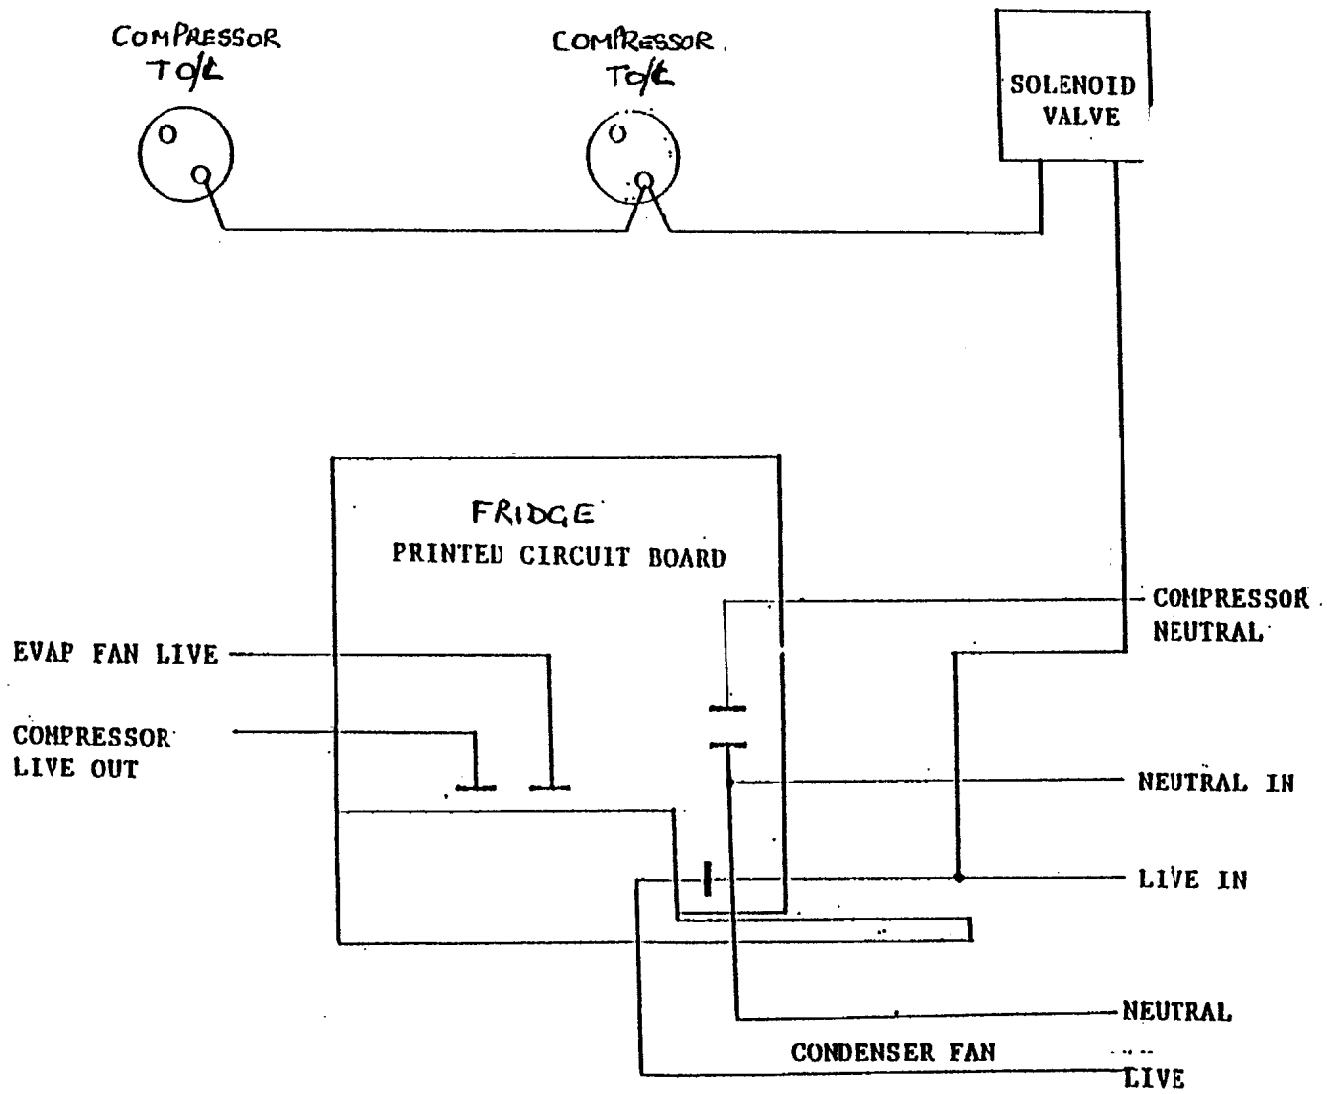 COMPRESSOR
T O/L
COMPRESSOR
T O/L
SOLENOID
VALVE
FRIDGE
PRINTED CIRCUIT BOARD
COMPRESSOR
NEUTRAL
EVAP FAN LIVE
COMPRESSOR
LIVE OUT
NEUTRAL IN
LIVE IN
NEUTRAL
CONDENSER FAN
LIVE